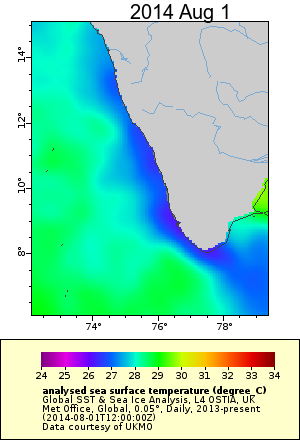 2014 Aug 1
14°
12°
10°
8°
74° 76° 78°
24 25 26 27 28 29 30 31 32 33 34
analysed sea surface temperature (degree_C)
Global SST & Sea Ice Analysis, L4 OSTIA, UK
Met Office, Global, 0.05°, Daily, 2013-present
(2014-08-01T12:00:00Z)
Data courtesy of UKMO